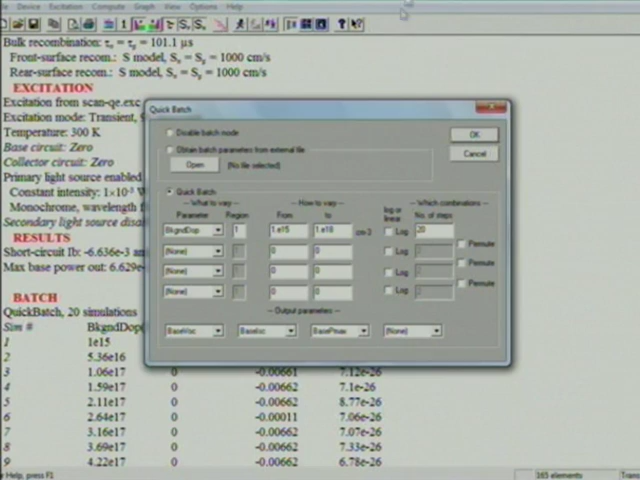 File Device Excitation Compute Graph View Options Help
Bulk recombination: τn = τp = 101.1 µs
Front-surface recom.: S model, Sn = Sp = 1000 cm/s
Rear-surface recom.: S model, Sn = Sp = 1000 cm/s
EXCITATION
Excitation from scan-qe.exc
Excitation mode: Transient,
Temperature: 300 K
Base circuit: Zero
Collector circuit: Zero
Primary light source enabled
Constant intensity: 1×10⁻³ W
Monochrome, wavelength
Secondary light source disa
RESULTS
Short-circuit Ib: -6.636e-3 am
Max base power out: 6.629e-
BATCH
QuickBatch, 20 simulations
Sim # BkgndDop(
1 1e15
2 5.36e16
3 1.06e17 0 -0.00661 7.12e-26
4 1.59e17 0 -0.00662 7.1e-26
5 2.11e17 0 -0.00662 8.77e-26
6 2.64e17 0 -0.00011 7.06e-26
7 3.16e17 0 -0.00662 7.07e-26
8 3.69e17 0 -0.00662 7.33e-26
9 4.22e17 0 -0.00662 6.78e-26
Help, press F1
165 elements
Trans
Quick Batch
Disable batch mode
OK
Obtain batch parameters from external file
Cancel
Open
(No file selected)
Quick Batch
-- What to vary --
-- How to vary --
log or linear
-- Which combinations --
Parameter Region From to No. of steps
BkgndDop 1 1.e15 1.e18 cm-3 Log 20
Permute
(None) 0 0 Log
Permute
(None) 0 0 Log
Permute
(None) 0 0 Log
-- Output parameters --
BaseVoc BaseIsc BasePmax (None)